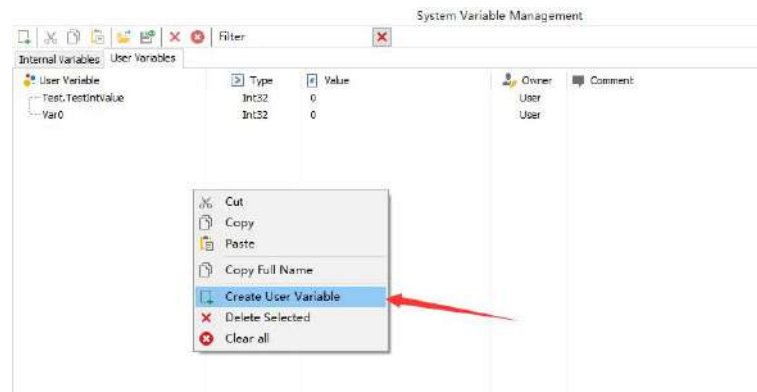 System Variable Management
Filter
Internal Variables User Variables
User Variable Type Value Owner Comment
Test.TestIntValue Int32 0 User
Var0 Int32 0 User
Cut
Copy
Paste
Copy Full Name
Create User Variable
Delete Selected
Clear all